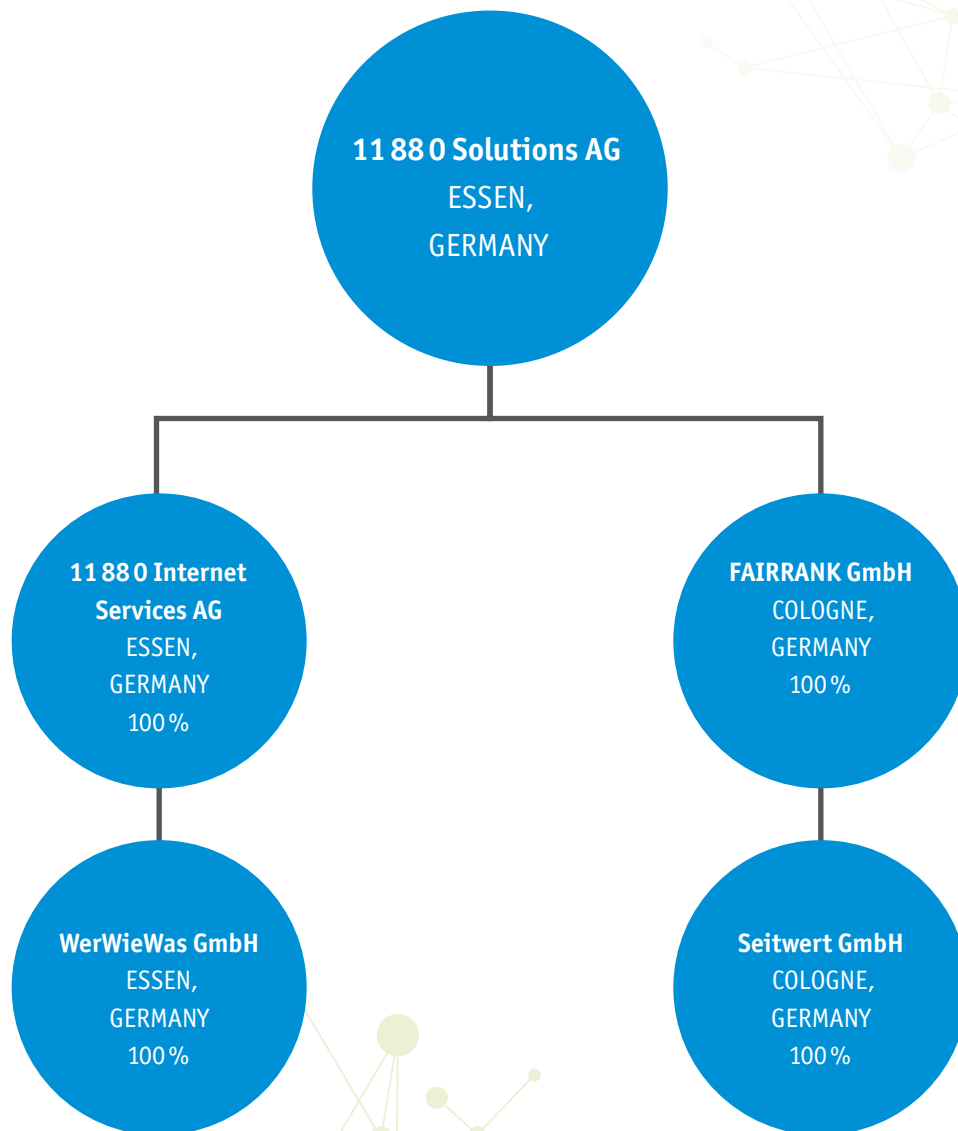 11 88 0 Solutions AG
ESSEN,
GERMANY
11 88 0 Internet
Services AG
ESSEN,
GERMANY
100 %
FAIRRANK GmbH
COLOGNE,
GERMANY
100 %
WerWieWas GmbH
ESSEN,
GERMANY
100 %
Seitwert GmbH
COLOGNE,
GERMANY
100 %